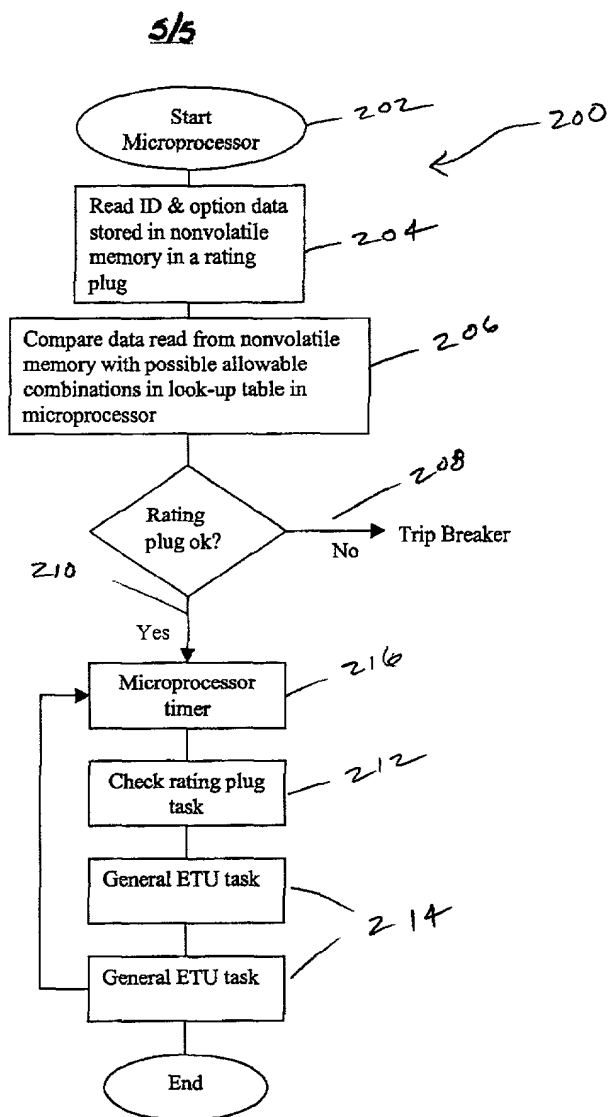 5/5
Start
Microprocessor
202
200
Read ID & option data
stored in nonvolatile
memory in a rating
plug
204
Compare data read from nonvolatile
memory with possible allowable
combinations in look-up table in
microprocessor
206
208
Rating
plug ok?
No
Trip Breaker
210
Yes
Microprocessor
timer
216
Check rating plug
task
212
General ETU task
214
General ETU task
End